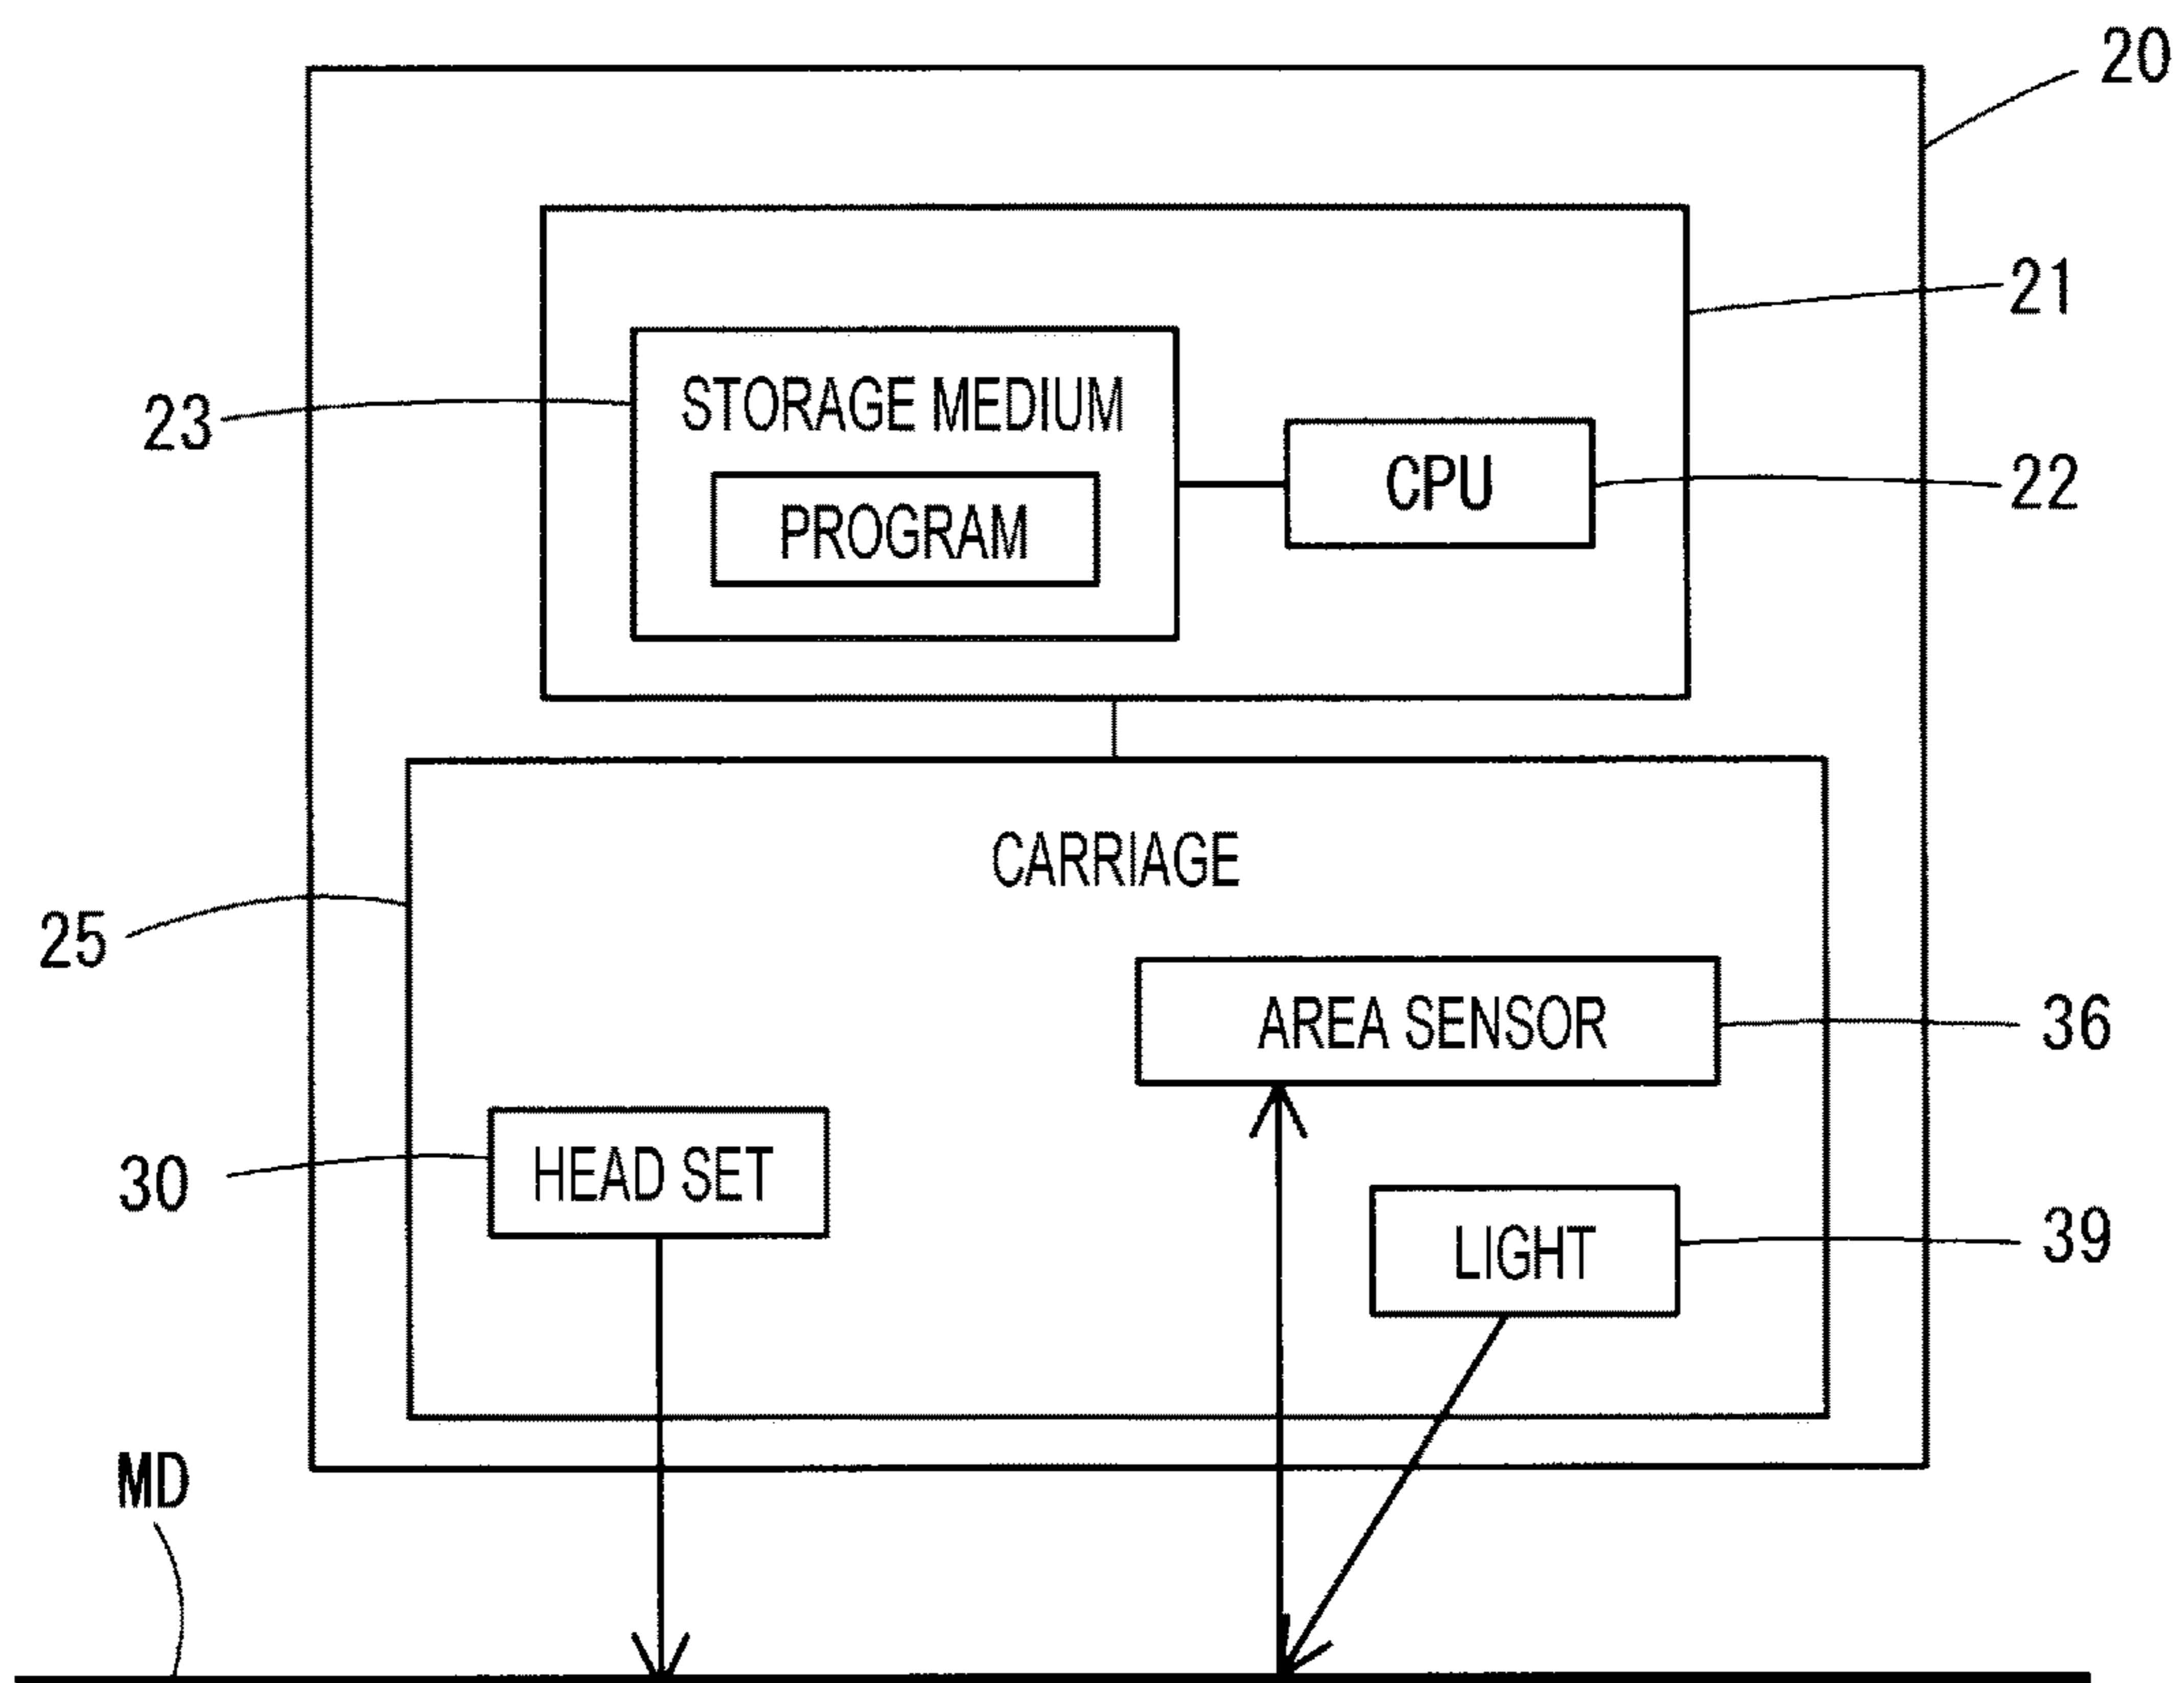 20
21
23
STORAGE MEDIUM
CPU
22
PROGRAM
CARRIAGE
25
AREA SENSOR
36
30
HEAD SET
LIGHT
39
MD